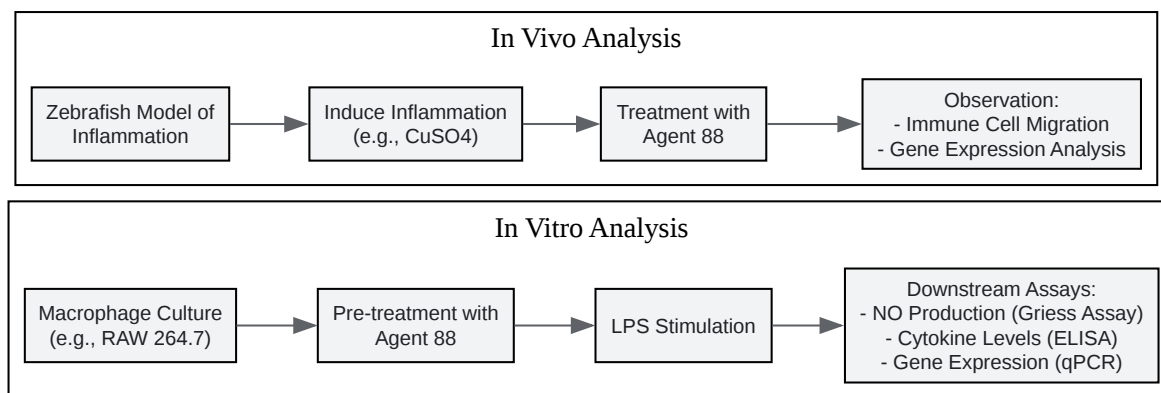 In Vivo Analysis
Zebrafish Model of
Inflammation
Induce Inflammation
(e.g., CuSO4)
Treatment with
Agent 88
Observation:
- Immune Cell Migration
- Gene Expression Analysis
In Vitro Analysis
Macrophage Culture
(e.g., RAW 264.7)
Pre-treatment with
Agent 88
LPS Stimulation
Downstream Assays:
- NO Production (Griess Assay)
- Cytokine Levels (ELISA)
- Gene Expression (qPCR)